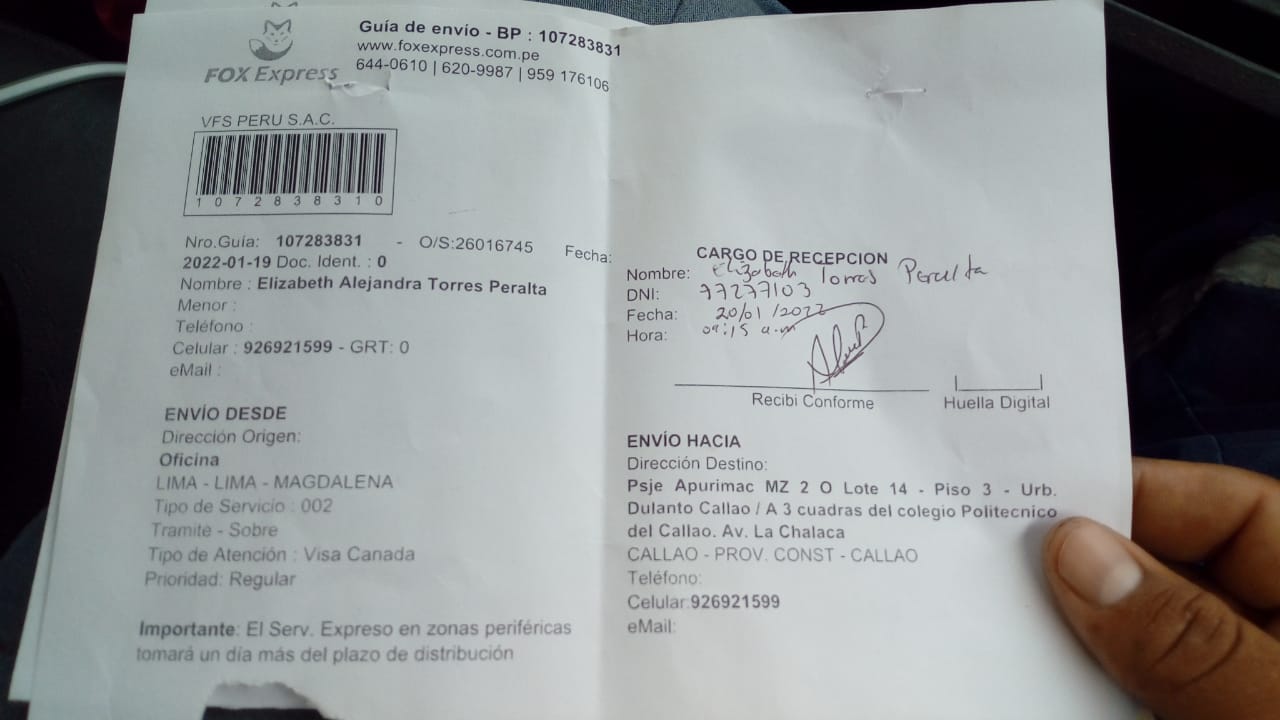 Guía de envío - BP : 107283831
www.foxexpress.com.pe
644-0610 | 620-9987 | 959 176106
FOX Express
VFS PERU S.A.C.
1 0 7 2 8 3 8 3 1 0
Nro.Guía: 107283831 - O/S:26016745 Fecha:
2022-01-19 Doc. Ident. : 0
Nombre : Elizabeth Alejandra Torres Peralta
Menor :
Teléfono :
Celular : 926921599 - GRT: 0
eMail :
ENVÍO DESDE
Dirección Origen:
Oficina
LIMA - LIMA - MAGDALENA
Tipo de Servicio : 002
Tramite - Sobre
Tipo de Atención : Visa Canada
Prioridad: Regular
Importante: El Serv. Expreso en zonas periféricas
tomará un día más del plazo de distribución
CARGO DE RECEPCION
Nombre: Elizabeth Torres Peralta
DNI: 77277103
Fecha: 20/01/2022
Hora: 09:15 a.m
Recibi Conforme
Huella Digital
ENVÍO HACIA
Dirección Destino:
Psje Apurimac MZ 2 O Lote 14 - Piso 3 - Urb.
Dulanto Callao / A 3 cuadras del colegio Politecnico
del Callao. Av. La Chalaca
CALLAO - PROV. CONST - CALLAO
Teléfono:
Celular:926921599
eMail: